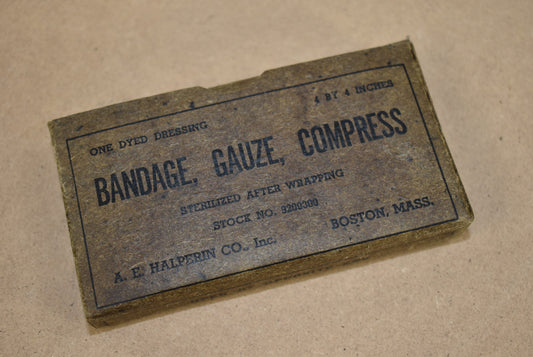 ONE DYED DRESSING 4 BY 4 INCHES
BANDAGE, GAUZE, COMPRESS
STERILIZED AFTER WRAPPING
STOCK NO. 9200300
A. E. HALPERIN CO., Inc. BOSTON, MASS.